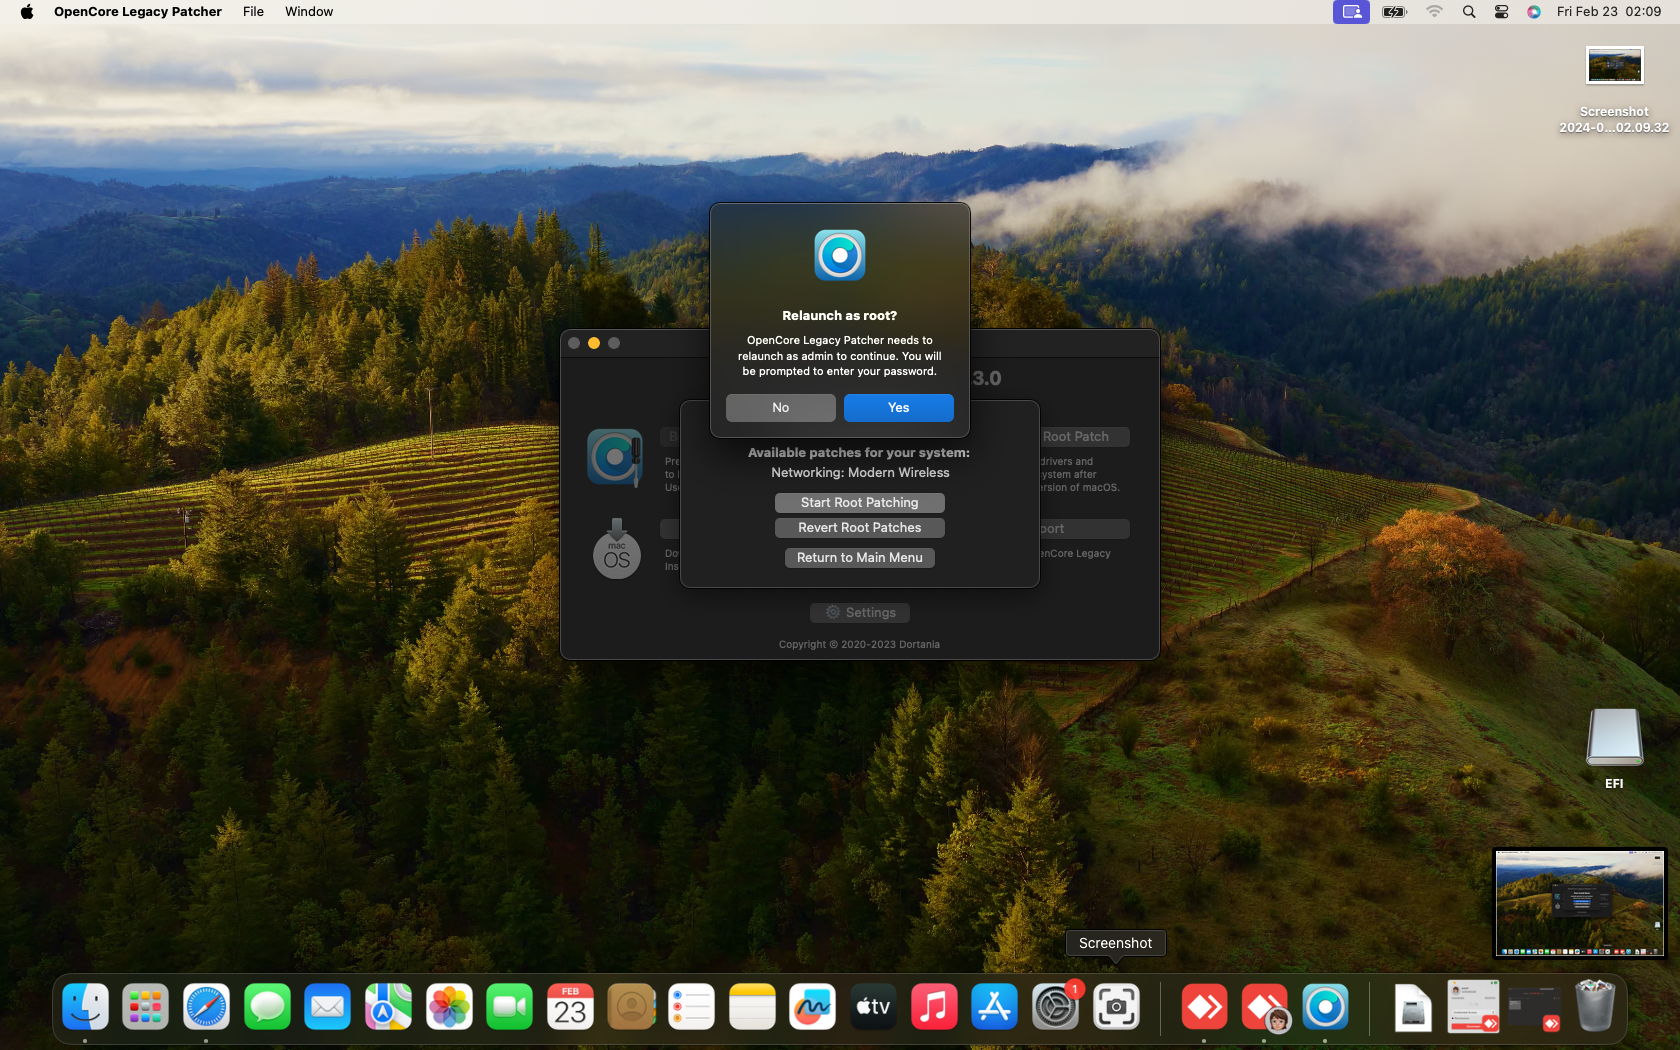 OpenCore Legacy Patcher File Window Fri Feb 23 02:09
Screenshot
2024-0...02.09.32
Relaunch as root?
OpenCore Legacy Patcher needs to
relaunch as admin to continue. You will
be prompted to enter your password.
No Yes
3.0
B
Root Patch
Pre
to
Us
drivers and
ystem after
ersion of macOS.
Available patches for your system:
Networking: Modern Wireless
Start Root Patching
Revert Root Patches
Return to Main Menu
mac
OS
port
Do
Ins
enCore Legacy
Settings
Copyright © 2020-2023 Dortania
EFI
Screenshot
FEB
23
tv
1